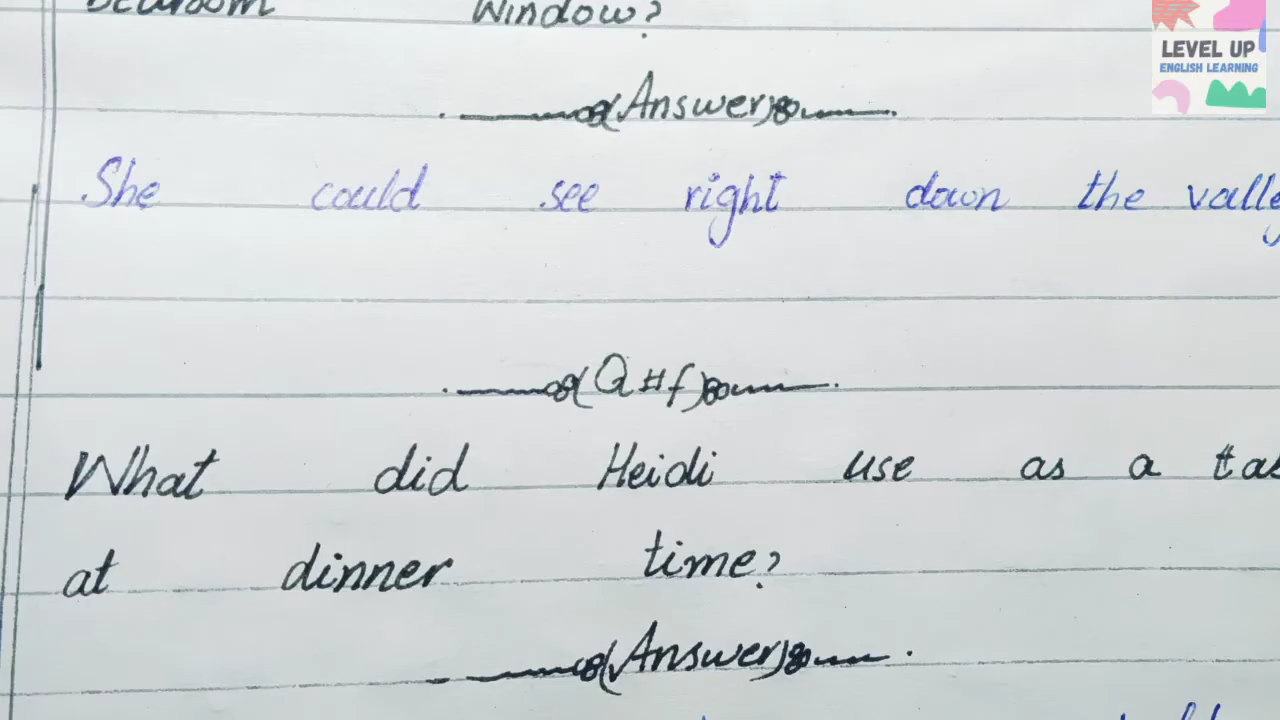 Bedroom Window?
(Answer)
She could see right down the valle
(Q#f)
What did Heidi use as a ta
at dinner time?
(Answer)
LEVEL UP
ENGLISH LEARNING